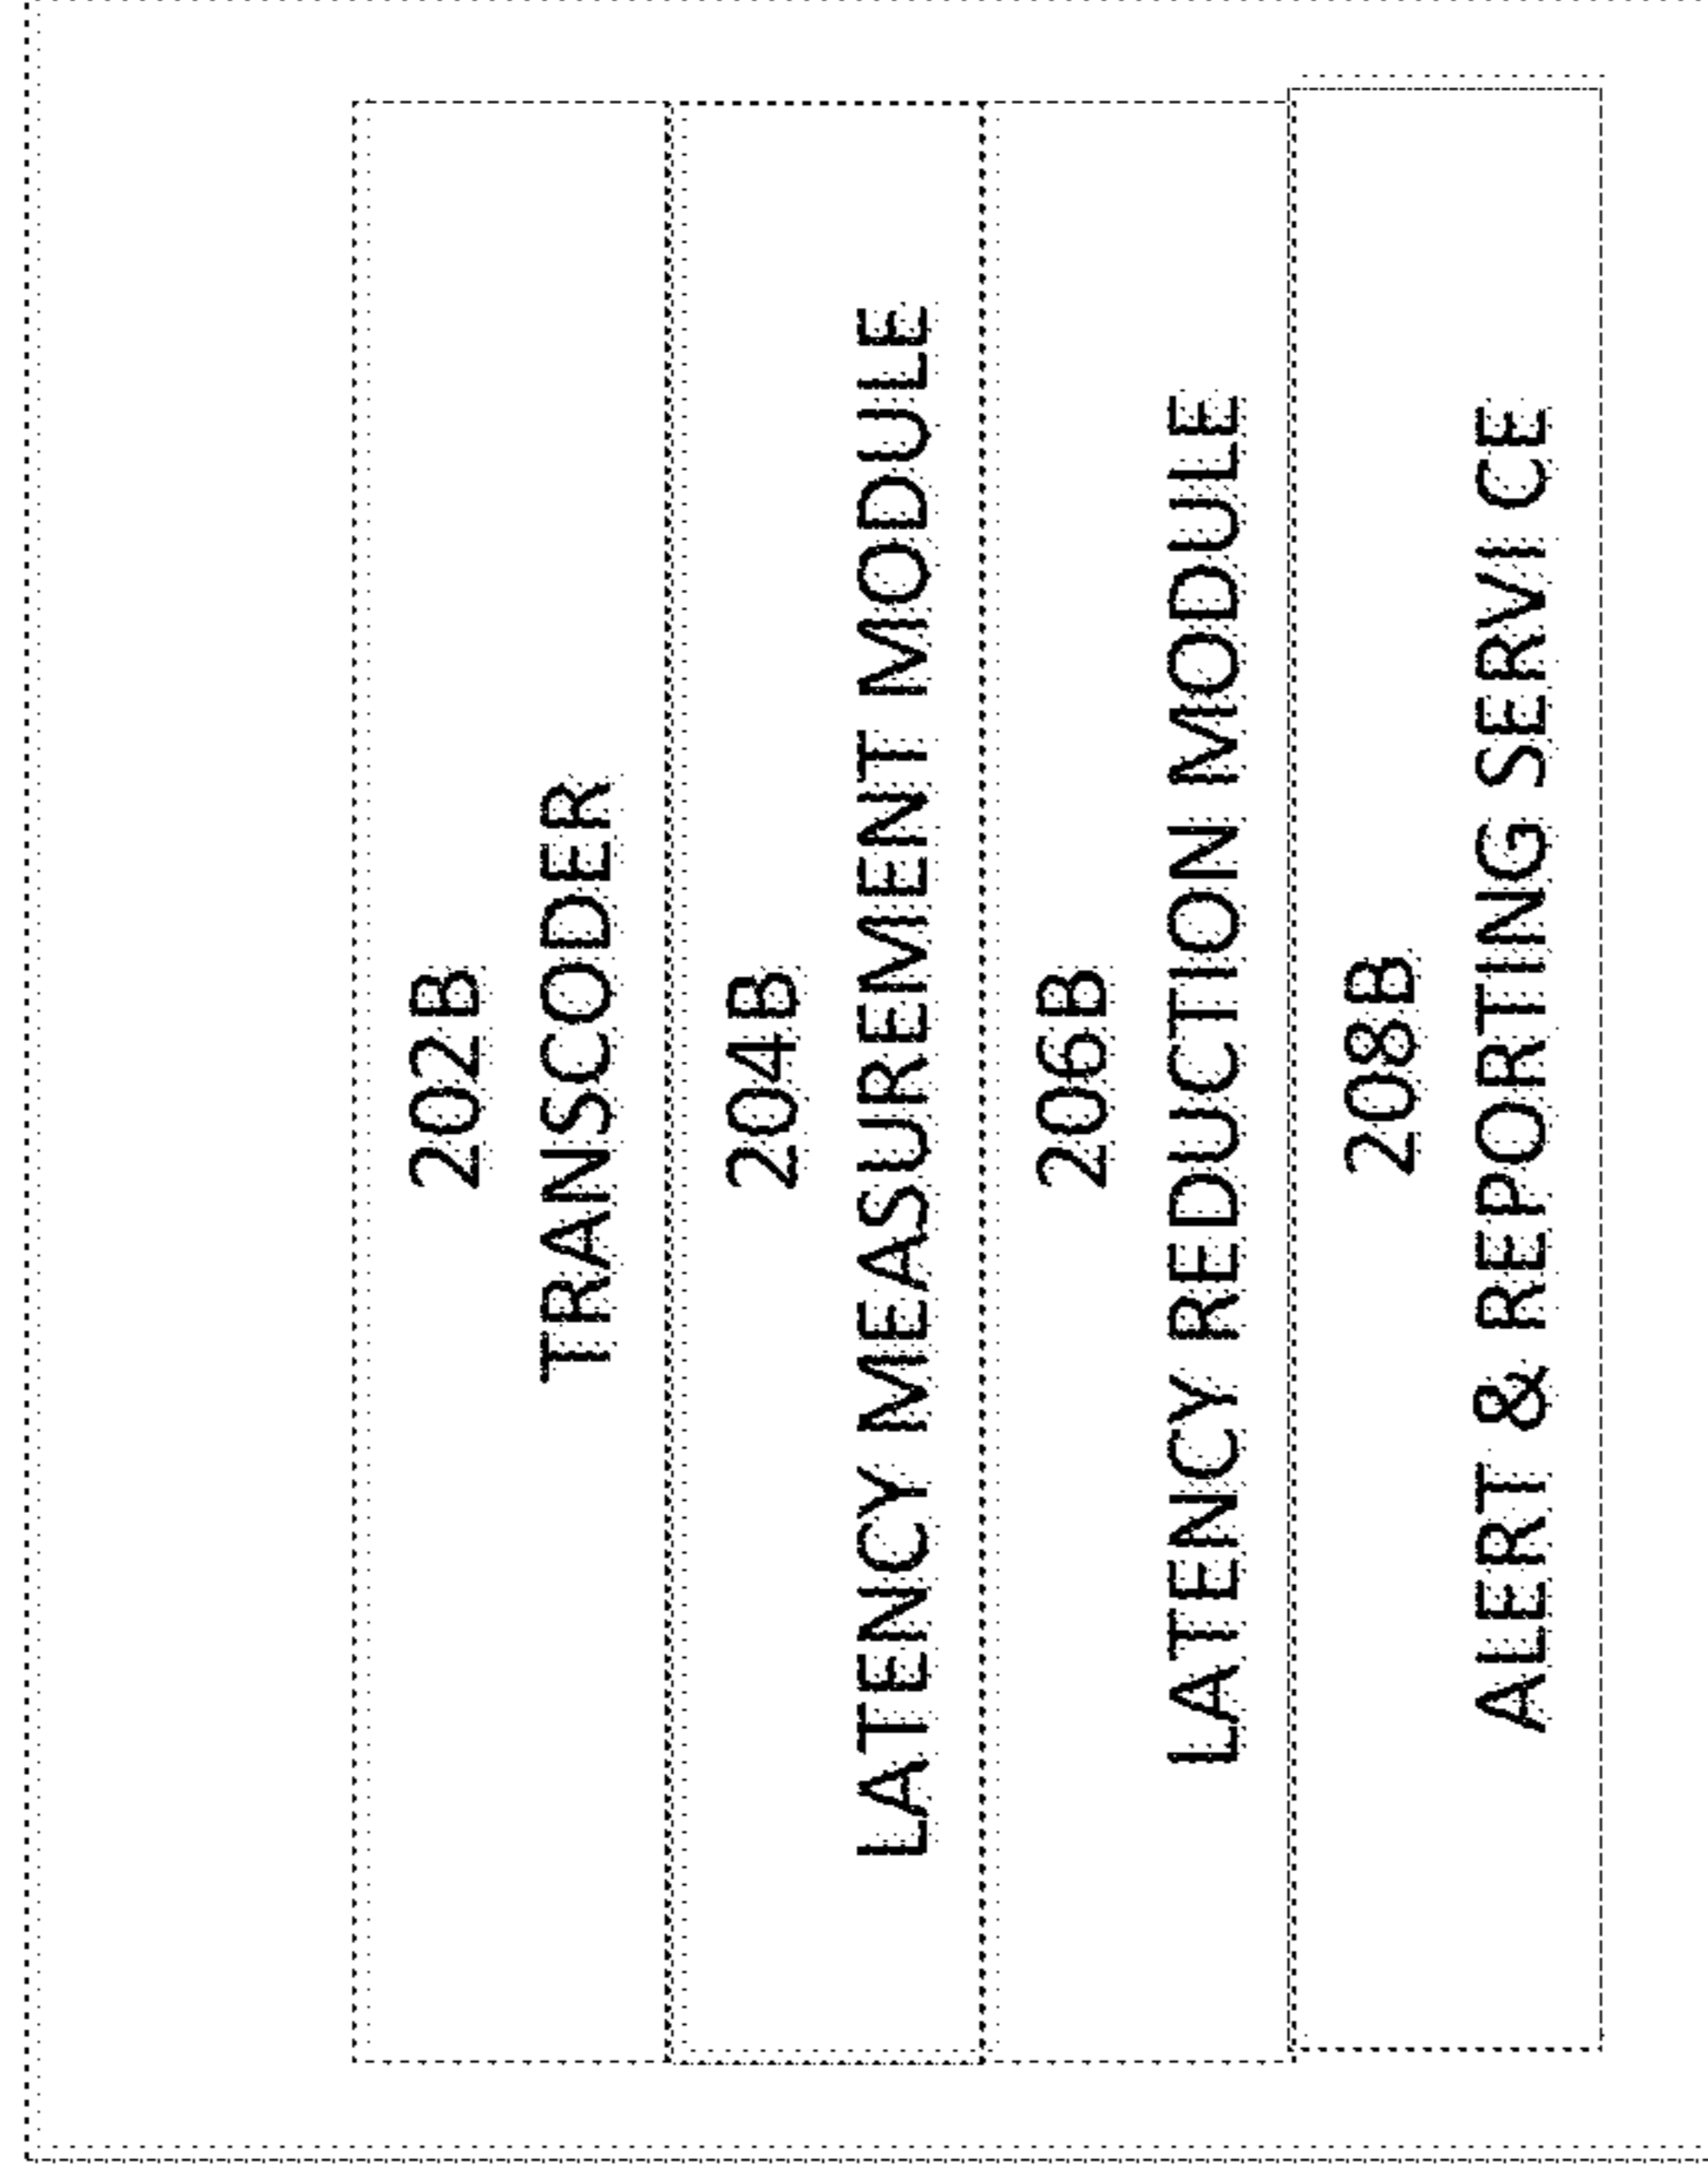 202B
TRANSCODER
204B
LATENCY MEASUREMENT MODULE
206B
LATENCY REDUCTION MODULE
208B
ALERT & REPORTING SERVI CE